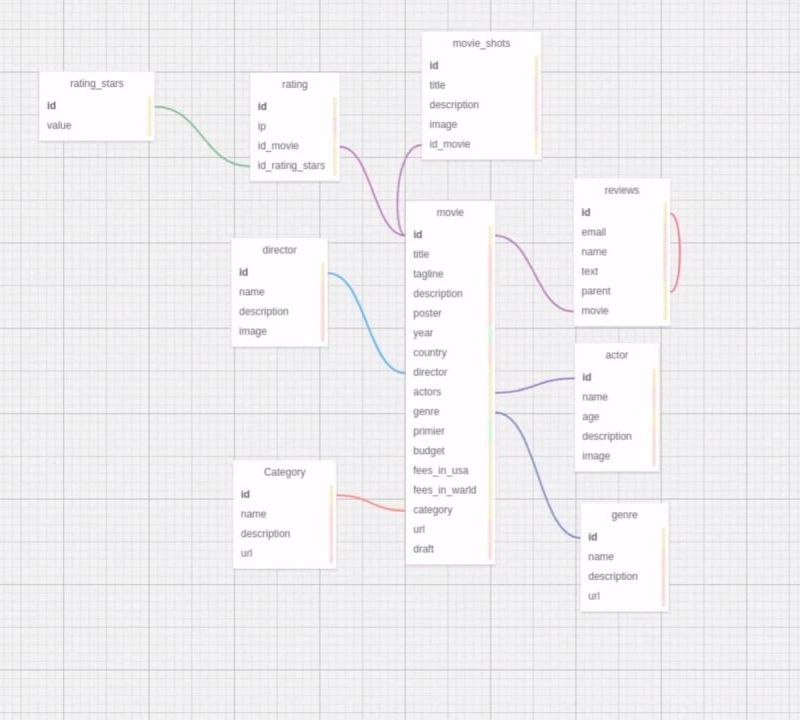 rating_stars
id
value
rating
id
ip
id_movie
id_rating_stars
movie_shots
id
title
description
image
id_movie
reviews
id
email
name
text
parent
movie
movie
id
title
tagline
description
poster
year
country
director
actors
genre
primier
budget
fees_in_usa
fees_in_warld
category
url
draft
director
id
name
description
image
actor
id
name
age
description
image
Category
id
name
description
url
genre
id
name
description
url